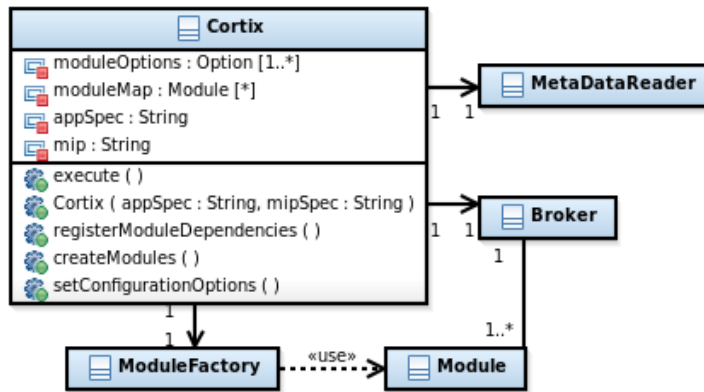 Cortix
moduleOptions : Option [1..*]
moduleMap : Module [*]
appSpec : String
mip : String
execute ( )
Cortix ( appSpec : String, mipSpec : String )
registerModuleDependencies ( )
createModules ( )
setConfigurationOptions ( )
1 1
MetaDataReader
1 1
Broker
1
1..*
1
1
ModuleFactory
«use»
Module